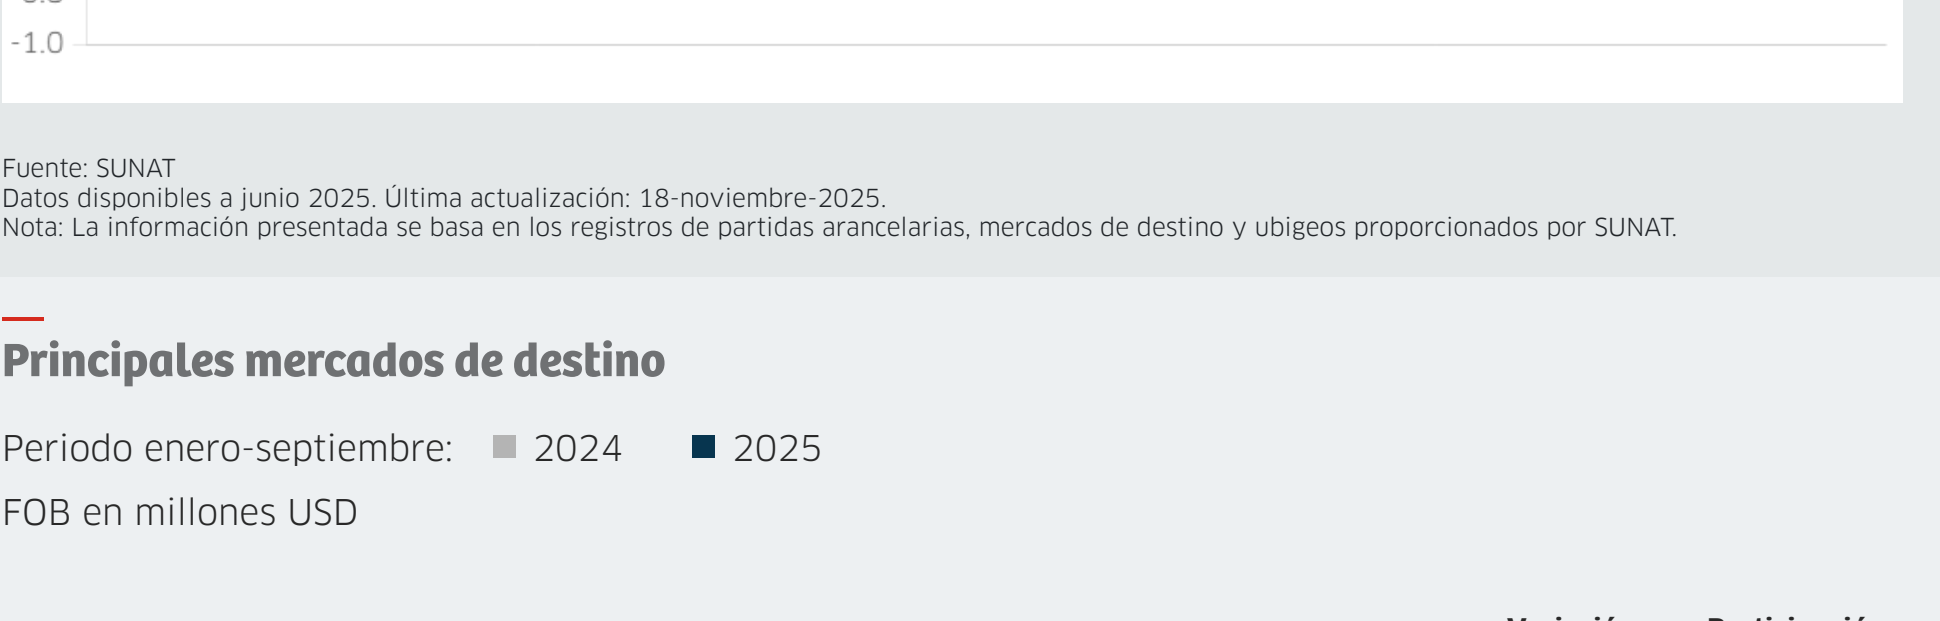 -1.0
Fuente: SUNAT
Datos disponibles a junio 2025. Última actualización: 18-noviembre-2025.
Nota: La información presentada se basa en los registros de partidas arancelarias, mercados de destino y ubigeos proporcionados por SUNAT.
Principales mercados de destino
Periodo enero-septiembre: 2024 2025
FOB en millones USD